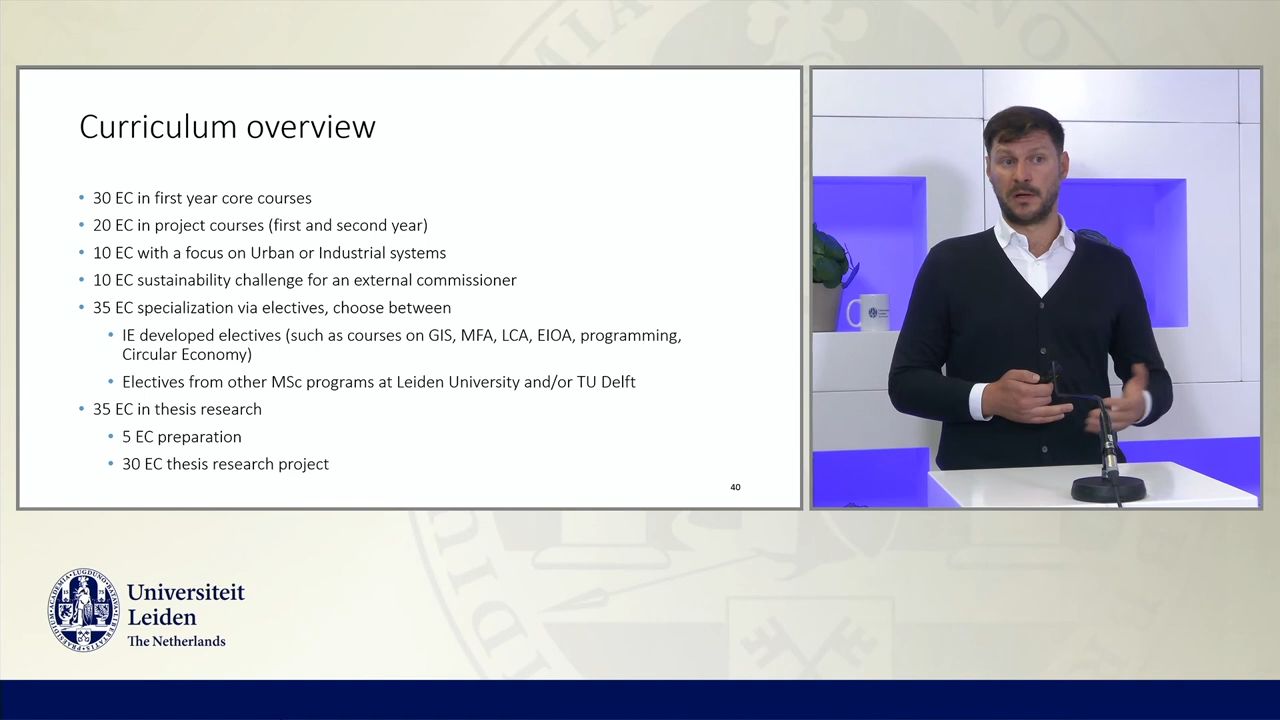 Curriculum overview
• 30 EC in first year core courses
• 20 EC in project courses (first and second year)
• 10 EC with a focus on Urban or Industrial systems
• 10 EC sustainability challenge for an external commissioner
• 35 EC specialization via electives, choose between
• IE developed electives (such as courses on GIS, MFA, LCA, EIOA, programming,
Circular Economy)
• Electives from other MSc programs at Leiden University and/or TU Delft
• 35 EC in thesis research
• 5 EC preparation
• 30 EC thesis research project
40
Universiteit
Leiden
The Netherlands